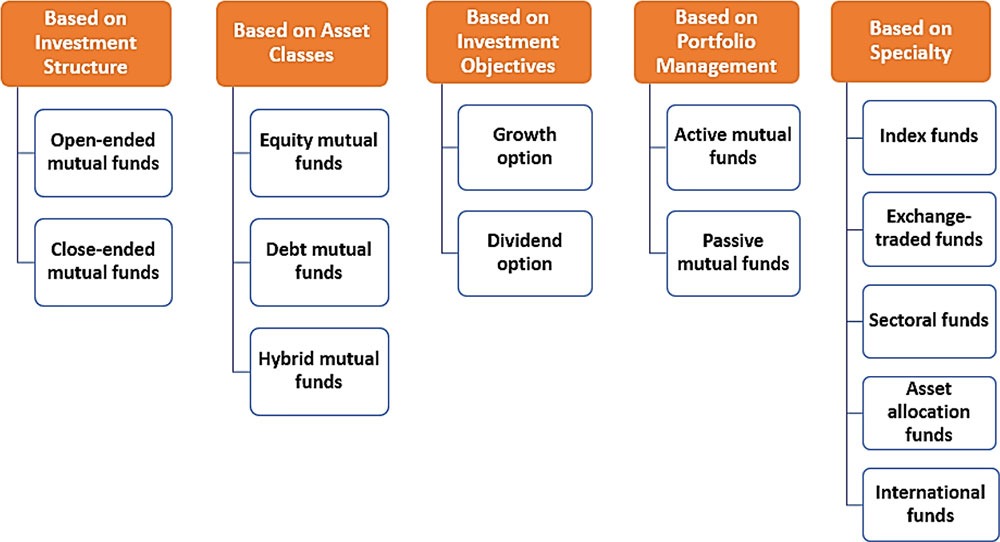 Based on
Investment
Structure
Open-ended
mutual funds
Close-ended
mutual funds
Based on Asset
Classes
Equity mutual
funds
Debt mutual
funds
Hybrid mutual
funds
Based on
Investment
Objectives
Growth
option
Dividend
option
Based on
Portfolio
Management
Active mutual
funds
Passive
mutual funds
Based on
Specialty
Index funds
Exchange-
traded funds
Sectoral funds
Asset
allocation
funds
International
funds